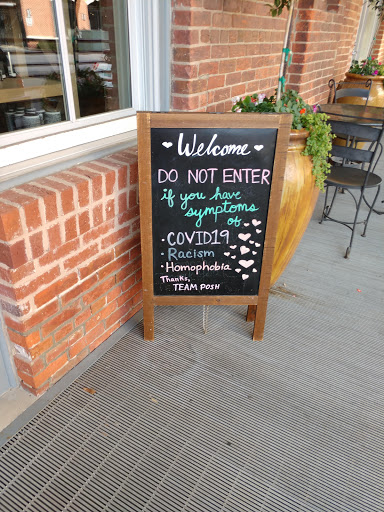 Welcome
DO NOT ENTER
if you have
symptoms
of
• COVID19
• Racism
• Homophobia
Thanks,
TEAM POSH